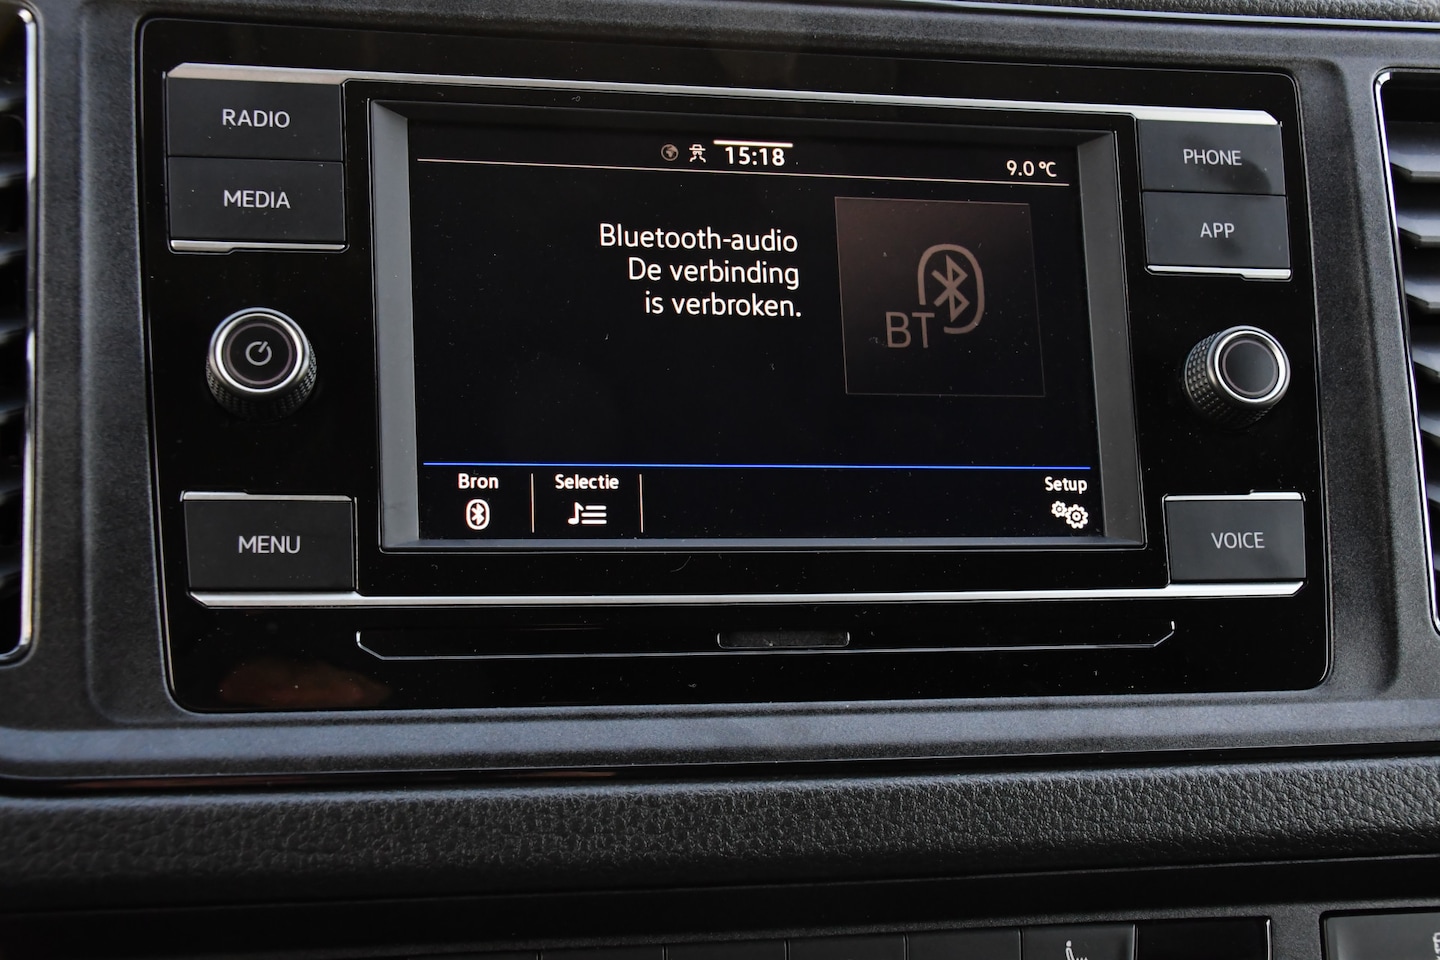 RADIO
MEDIA
MENU
15:18
9.0 °C
Bluetooth-audio
De verbinding
is verbroken.
BT
Bron
Selectie
Setup
PHONE
APP
VOICE